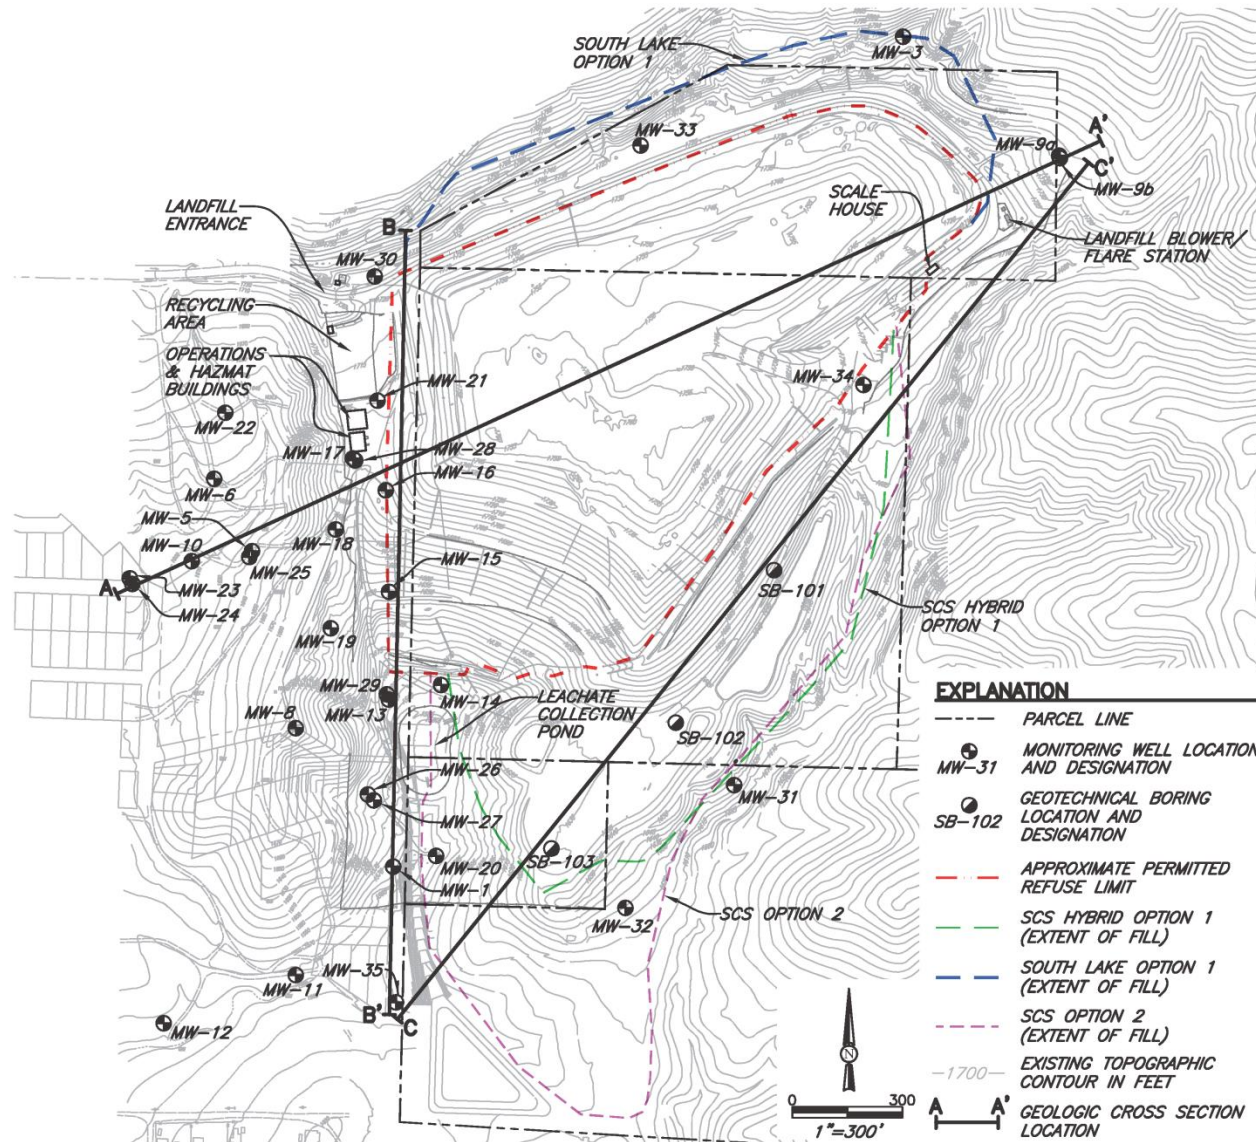 SOUTH LAKE
OPTION 1
MW-3
MW-33
A'
MW-9a
C'
MW-9b
SCALE
HOUSE
LANDFILL
ENTRANCE
B
LANDFILL BLOWER/
FLARE STATION
MW-30
RECYCLING
AREA
OPERATIONS
& HAZMAT
BUILDINGS
MW-21
MW-34
MW-22
MW-17
MW-28
MW-16
MW-6
MW-5
MW-18
MW-10
MW-25
MW-15
A
MW-23
MW-24
SB-101
SCS HYBRID
OPTION 1
MW-19
MW-29
MW-14
MW-13
LEACHATE
COLLECTION
POND
MW-8
SB-102
MW-26
MW-31
MW-27
MW-20
SB-103
MW-1
SCS OPTION 2
MW-32
MW-35
MW-11
B'
C
MW-12
EXPLANATION
PARCEL LINE
MW-31
MONITORING WELL LOCATION
AND DESIGNATION
SB-102
GEOTECHNICAL BORING
LOCATION AND
DESIGNATION
APPROXIMATE PERMITTED
REFUSE LIMIT
SCS HYBRID OPTION 1
(EXTENT OF FILL)
SOUTH LAKE OPTION 1
(EXTENT OF FILL)
SCS OPTION 2
(EXTENT OF FILL)
1700
EXISTING TOPOGRAPHIC
CONTOUR IN FEET
A A'
GEOLOGIC CROSS SECTION
LOCATION
N
0 300
1"=300'